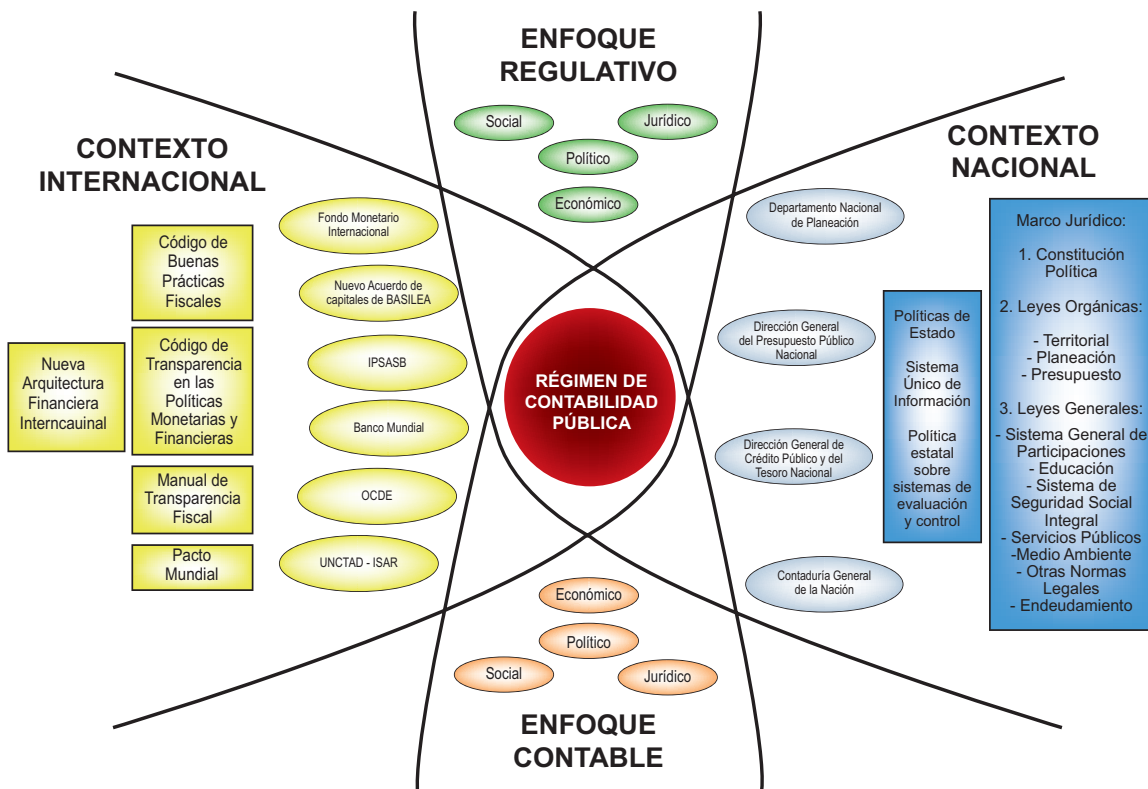 ENFOQUE
REGULATIVO
Social
Jurídico
Político
Económico
CONTEXTO
INTERNACIONAL
Nueva
Arquitectura
Financiera
Interncauinal
Código de
Buenas
Prácticas
Fiscales
Código de
Transparencia
en las
Políticas
Monetarias y
Financieras
Manual de
Transparencia
Fiscal
Pacto
Mundial
Fondo Monetario
Internacional
Nuevo Acuerdo de
capitales de BASILEA
IPSASB
Banco Mundial
OCDE
UNCTAD - ISAR
RÉGIMEN DE
CONTABILIDAD
PÚBLICA
CONTEXTO
NACIONAL
Departamento Nacional
de Planeación
Dirección General
del Presupuesto Público
Nacional
Dirección General de
Crédito Público y del
Tesoro Nacional
Contaduría General
de la Nación
Políticas de
Estado
Sistema
Único de
Información
Política
estatal
sobre
sistemas de
evaluación
y control
Marco Jurídico:
1. Constitución
Política
2. Leyes Orgánicas:
- Territorial
- Planeación
- Presupuesto
3. Leyes Generales:
- Sistema General de
Participaciones
- Educación
- Sistema de
Seguridad Social
Integral
- Servicios Públicos
-Medio Ambiente
- Otras Normas
Legales
- Endeudamiento
Económico
Político
Social
Jurídico
ENFOQUE
CONTABLE